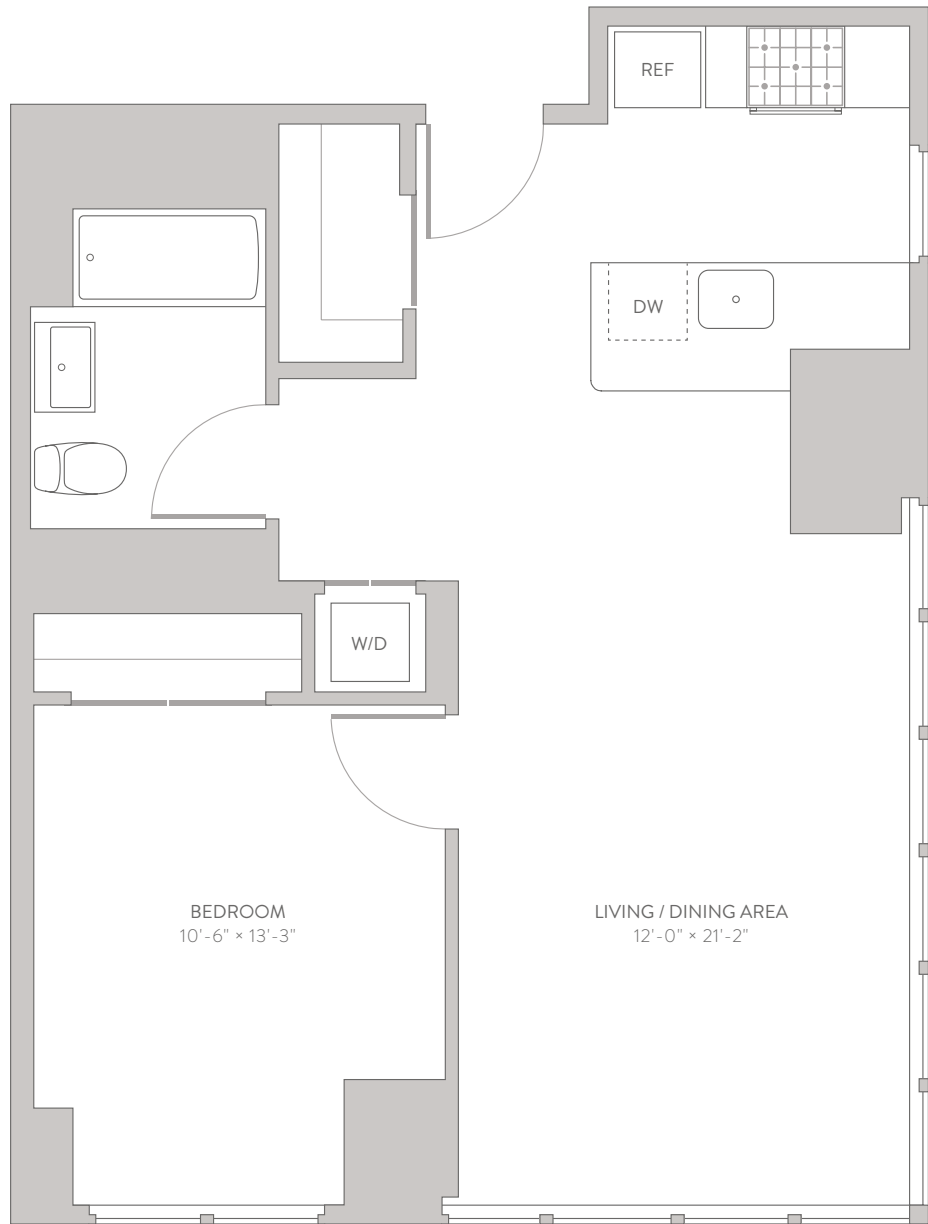 REF
DW
W/D
BEDROOM
10'-6" × 13'-3"
LIVING / DINING AREA
12'-0" × 21'-2"